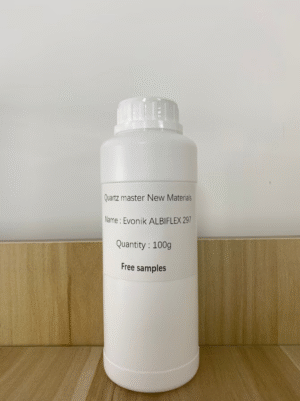 Quartz master New Materials
Name : Evonik ALBIFLEX 297
Quantity : 100g
Free samples